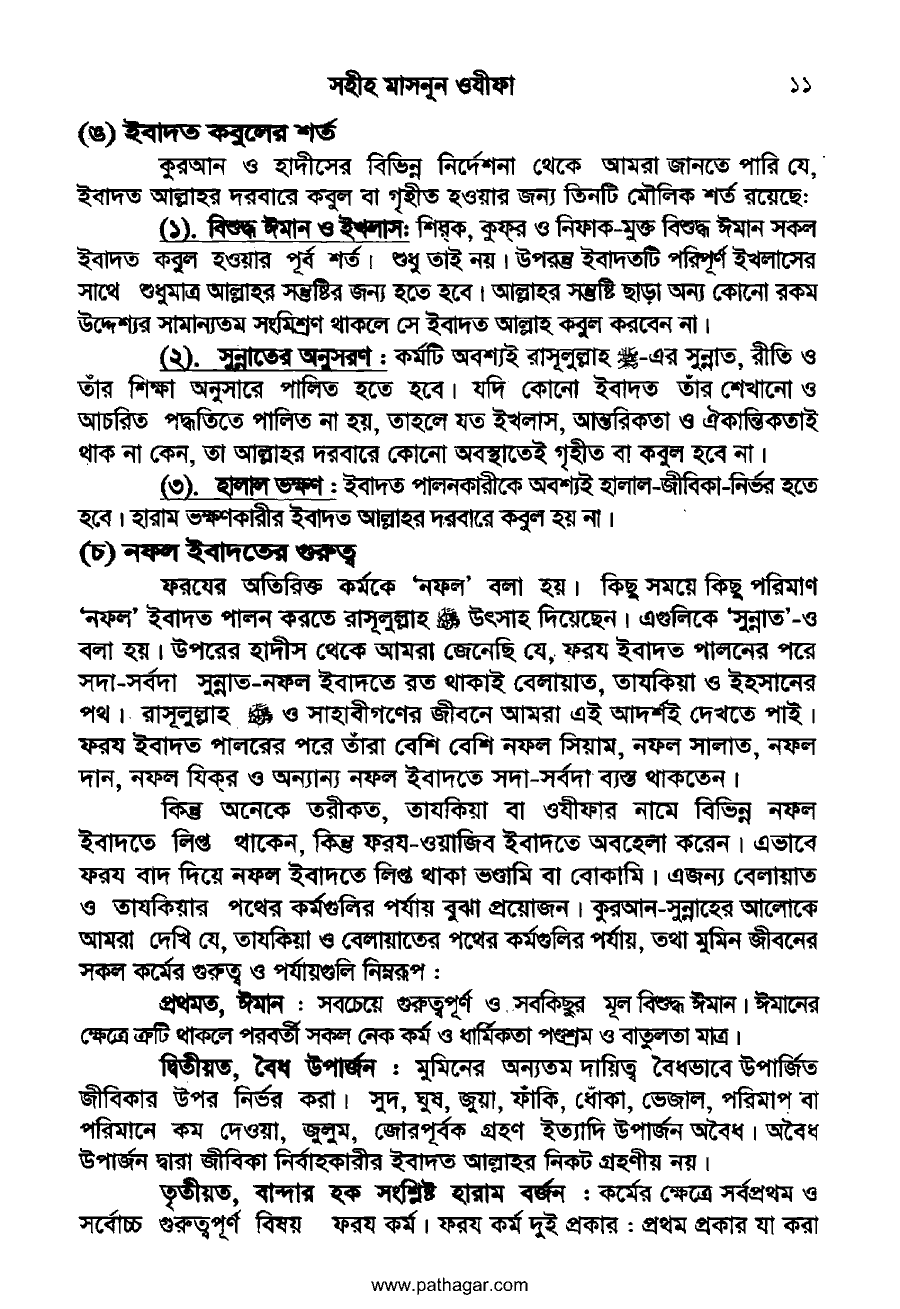 সহীহ মাসনূন ওযীফা ১১
(ঙ) ইবাদত কবুলের শর্ত
কুরআন ও হাদীসের বিভিন্ন নির্দেশনা থেকে আমরা জানতে পারি যে,
ইবাদত আল্লাহর দরবারে কবুল বা গৃহীত হওয়ার জন্য তিনটি মৌলিক শর্ত রয়েছে:
(১). বিশুদ্ধ ঈমান ও ইখলাস: শিরক, কুফর ও নিফাক-মুক্ত বিশুদ্ধ ঈমান সকল
ইবাদত কবুল হওয়ার পূর্ব শর্ত। শুধু তাই নয়। উপরন্তু ইবাদতটি পরিপূর্ণ ইখলাসের
সাথে শুধুমাত্র আল্লাহর সন্তুষ্টির জন্য হতে হবে। আল্লাহর সন্তুষ্টি ছাড়া অন্য কোনো রকম
উদ্দেশ্যর সামান্যতম সংমিশ্রণ থাকলে সে ইবাদত আল্লাহ কবুল করবেন না।
(২). সুন্নাতের অনুসরণ : কর্মটি অবশ্যই রাসূলুল্লাহ ﷺ-এর সুন্নাত, রীতি ও
তাঁর শিক্ষা অনুসারে পালিত হতে হবে। যদি কোনো ইবাদত তাঁর শেখানো ও
আচরিত পদ্ধতিতে পালিত না হয়, তাহলে যত ইখলাস, আন্তরিকতা ও ঐকান্তিকতাই
থাক না কেন, তা আল্লাহর দরবারে কোনো অবস্থাতেই গৃহীত বা কবুল হবে না।
(৩). হালাল ভক্ষণ : ইবাদত পালনকারীকে অবশ্যই হালাল-জীবিকা-নির্ভর হতে
হবে। হারাম ভক্ষণকারীর ইবাদত আল্লাহর দরবারে কবুল হয় না।
(চ) নফল ইবাদতের গুরুত্ব
ফরযের অতিরিক্ত কর্মকে ‘নফল’ বলা হয়। কিছু সময়ে কিছু পরিমাণ
‘নফল’ ইবাদত পালন করতে রাসূলুল্লাহ ﷺ উৎসাহ দিয়েছেন। এগুলিকে ‘সুন্নাত’-ও
বলা হয়। উপরের হাদীস থেকে আমরা জেনেছি যে, ফরয ইবাদত পালনের পরে
সদা-সর্বদা সুন্নাত-নফল ইবাদতে রত থাকাই বেলায়াত, তাযকিয়া ও ইহসানের
পথ। রাসূলুল্লাহ ﷺ ও সাহাবীগণের জীবনে আমরা এই আদর্শই দেখতে পাই।
ফরয ইবাদত পালরের পরে তাঁরা বেশি বেশি নফল সিয়াম, নফল সালাত, নফল
দান, নফল যিক্‌র ও অন্যান্য নফল ইবাদতে সদা-সর্বদা ব্যস্ত থাকতেন।
কিন্তু অনেকে তরীকত, তাযকিয়া বা ওযীফার নামে বিভিন্ন নফল
ইবাদতে লিপ্ত থাকেন, কিন্তু ফরয-ওয়াজিব ইবাদতে অবহেলা করেন। এভাবে
ফরয বাদ দিয়ে নফল ইবাদতে লিপ্ত থাকা ভণ্ডামি বা বোকামি। এজন্য বেলায়াত
ও তাযকিয়ার পথের কর্মগুলির পর্যায় বুঝা প্রয়োজন। কুরআন-সুন্নাহের আলোকে
আমরা দেখি যে, তাযকিয়া ও বেলায়াতের পথের কর্মগুলির পর্যায়, তথা মুমিন জীবনের
সকল কর্মের গুরুত্ব ও পর্যায়গুলি নিম্নরূপ :
প্রথমত, ঈমান : সবচেয়ে গুরুত্বপূর্ণ ও সবকিছুর মূল বিশুদ্ধ ঈমান। ঈমানের
ক্ষেত্রে ত্রুটি থাকলে পরবর্তী সকল নেক কর্ম ও ধার্মিকতা পণ্ডশ্রম ও বাতুলতা মাত্র।
দ্বিতীয়ত, বৈধ উপার্জন : মুমিনের অন্যতম দায়িত্ব বৈধভাবে উপার্জিত
জীবিকার উপর নির্ভর করা। সুদ, ঘুষ, জুয়া, ফাঁকি, ধোঁকা, ভেজাল, পরিমাপ বা
পরিমানে কম দেওয়া, জুলুম, জোরপূর্বক গ্রহণ ইত্যাদি উপার্জন অবৈধ। অবৈধ
উপার্জন দ্বারা জীবিকা নির্বাহকারীর ইবাদত আল্লাহর নিকট গ্রহণীয় নয়।
তৃতীয়ত, বান্দার হক সংশ্লিষ্ট হারাম বর্জন : কর্মের ক্ষেত্রে সর্বপ্রথম ও
সর্বোচ্চ গুরুত্বপূর্ণ বিষয় ফরয কর্ম। ফরয কর্ম দুই প্রকার : প্রথম প্রকার যা করা
www.pathagar.com